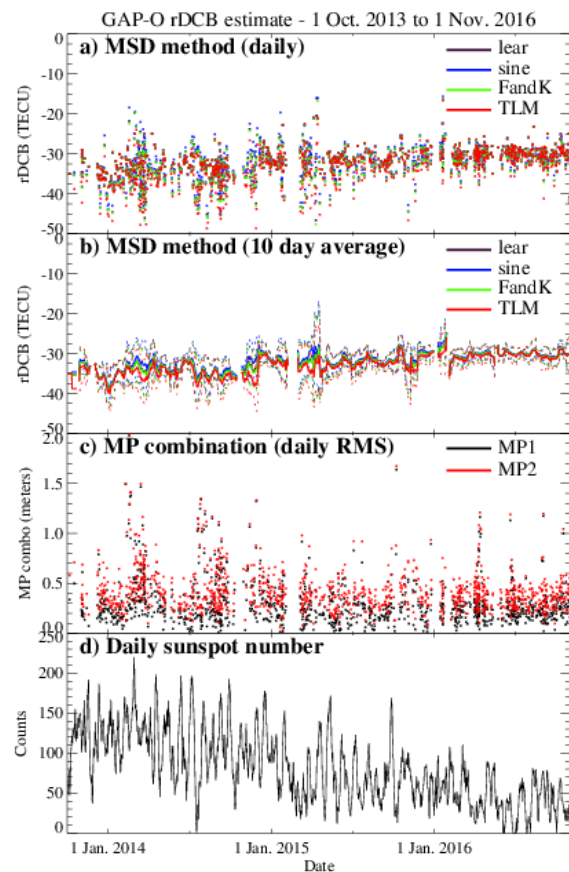 GAP-O rDCB estimate - 1 Oct. 2013 to 1 Nov. 2016
a) MSD method (daily)
lear
sine
FandK
TLM
0
-10
-20
-30
-40
-50
rDCB (TECU)
b) MSD method (10 day average)
lear
sine
FandK
TLM
0
-10
-20
-30
-40
-50
rDCB (TECU)
c) MP combination (daily RMS)
MP1
MP2
2.0
1.5
1.0
0.5
0.0
MP combo (meters)
d) Daily sunspot number
250
200
150
100
50
0
Counts
1 Jan. 2014
1 Jan. 2015
1 Jan. 2016
Date